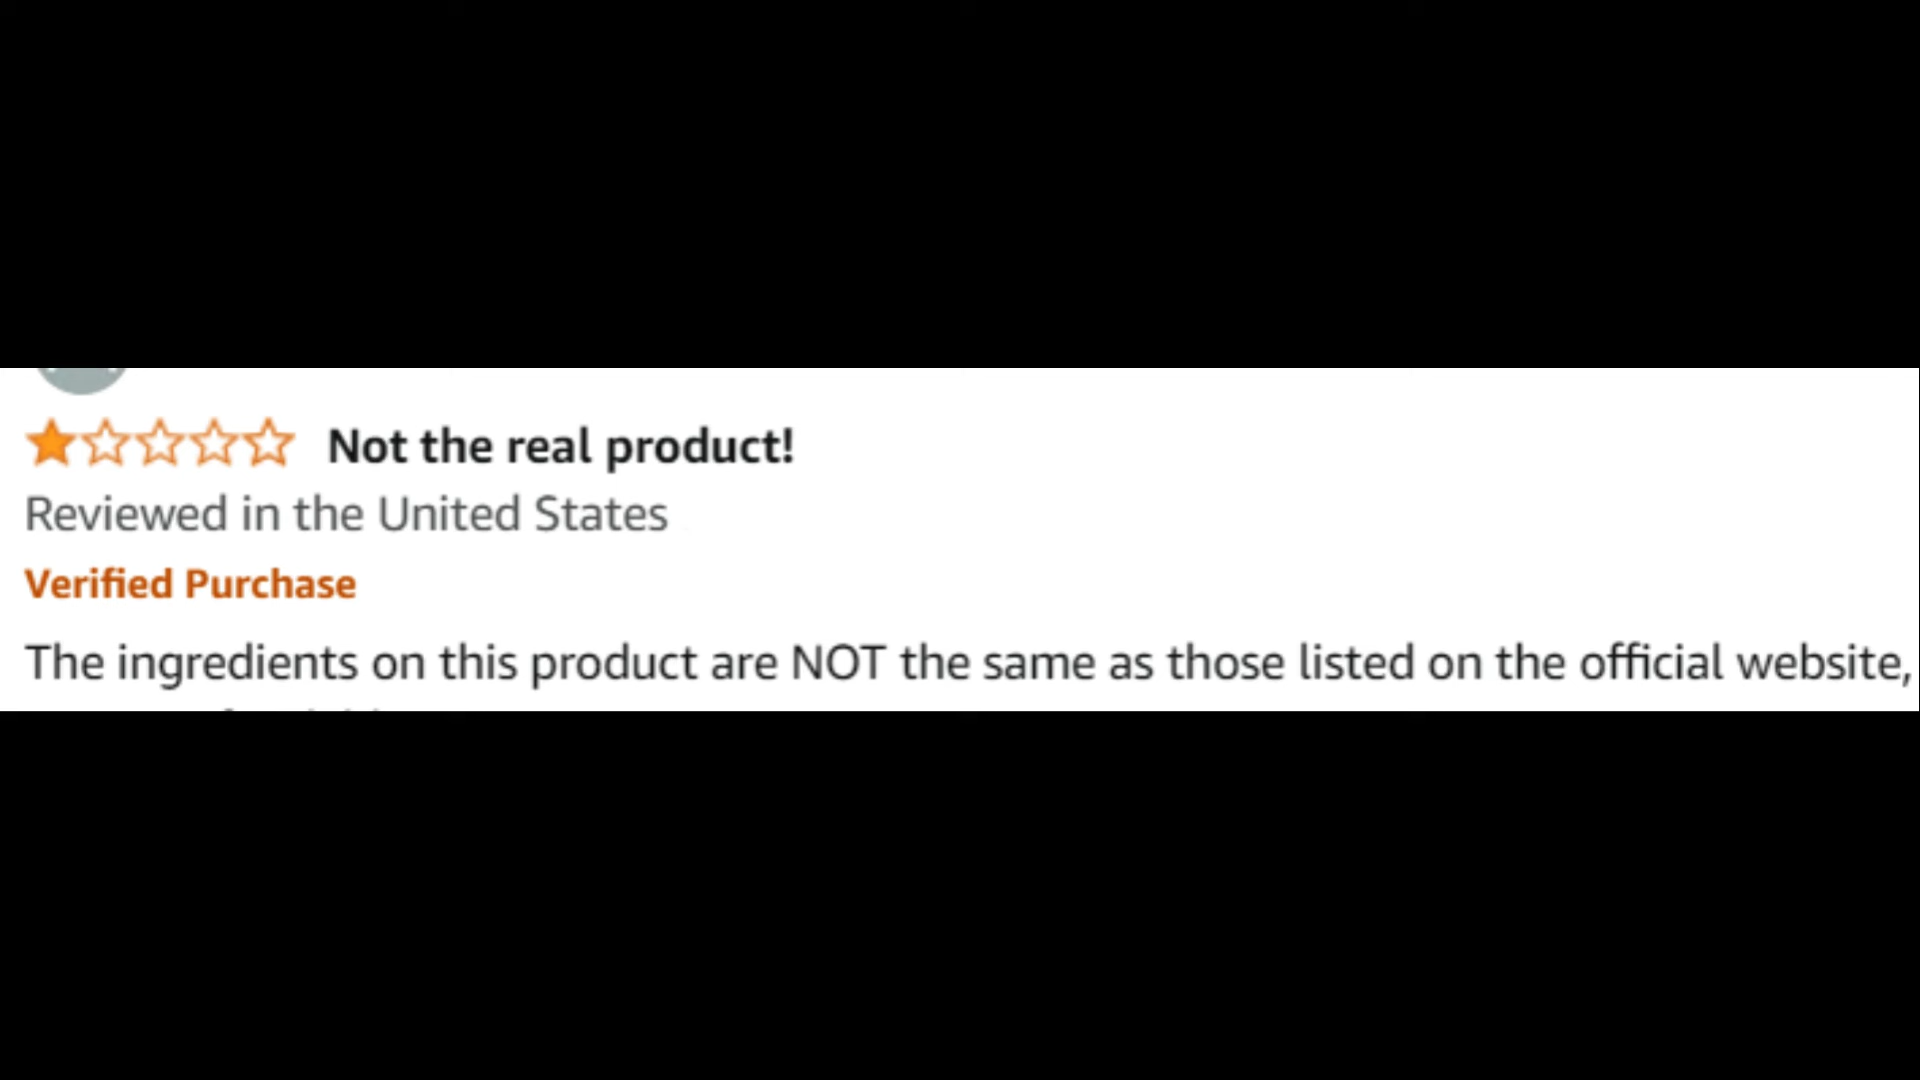 Not the real product!
Reviewed in the United States
Verified Purchase
The ingredients on this product are NOT the same as those listed on the official website,